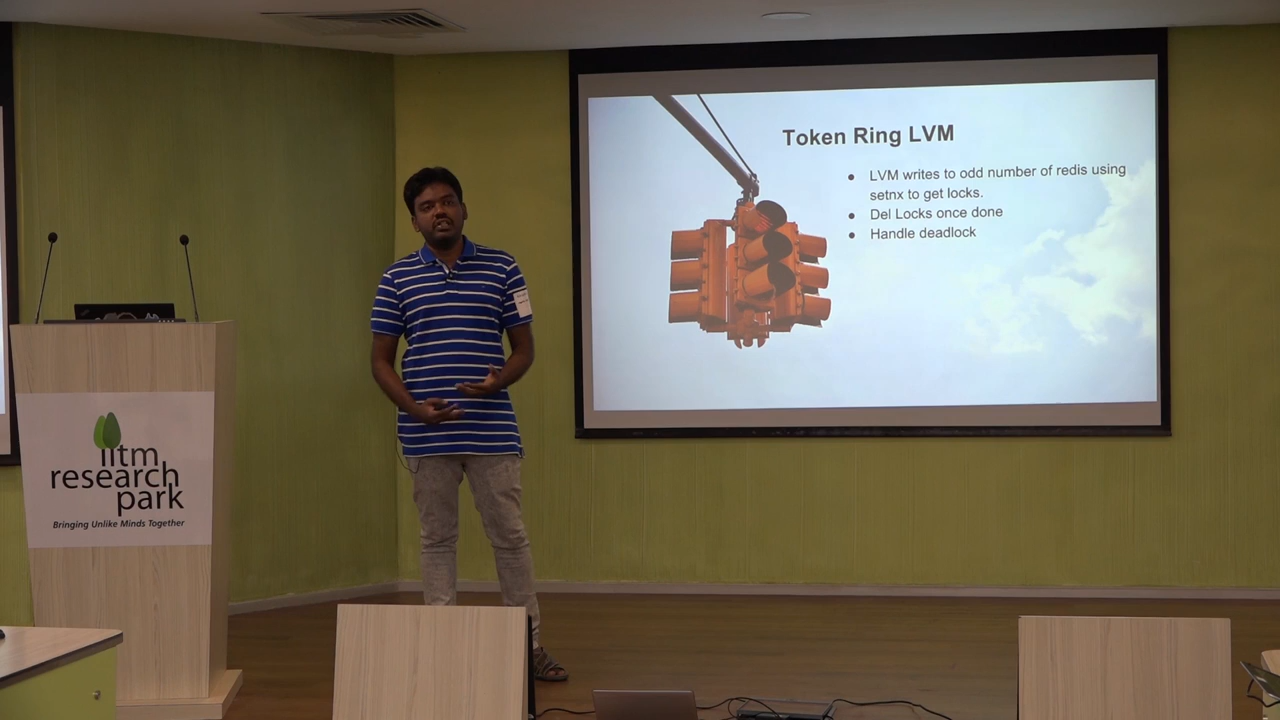 Token Ring LVM
● LVM writes to odd number of redis using
setnx to get locks.
● Del Locks once done
● Handle deadlock
iitm
research
park
Bringing Unlike Minds Together